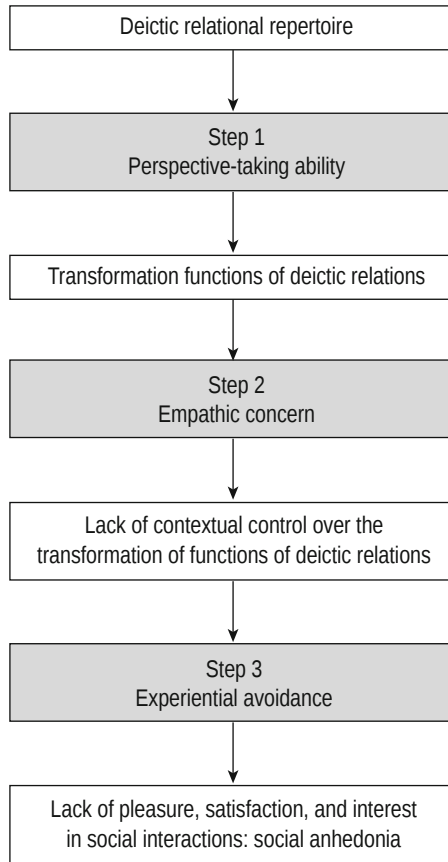 Deictic relational repertoire
Step 1
Perspective-taking ability
Transformation functions of deictic relations
Step 2
Empathic concern
Lack of contextual control over the
transformation of functions of deictic relations
Step 3
Experiential avoidance
Lack of pleasure, satisfaction, and interest
in social interactions: social anhedonia